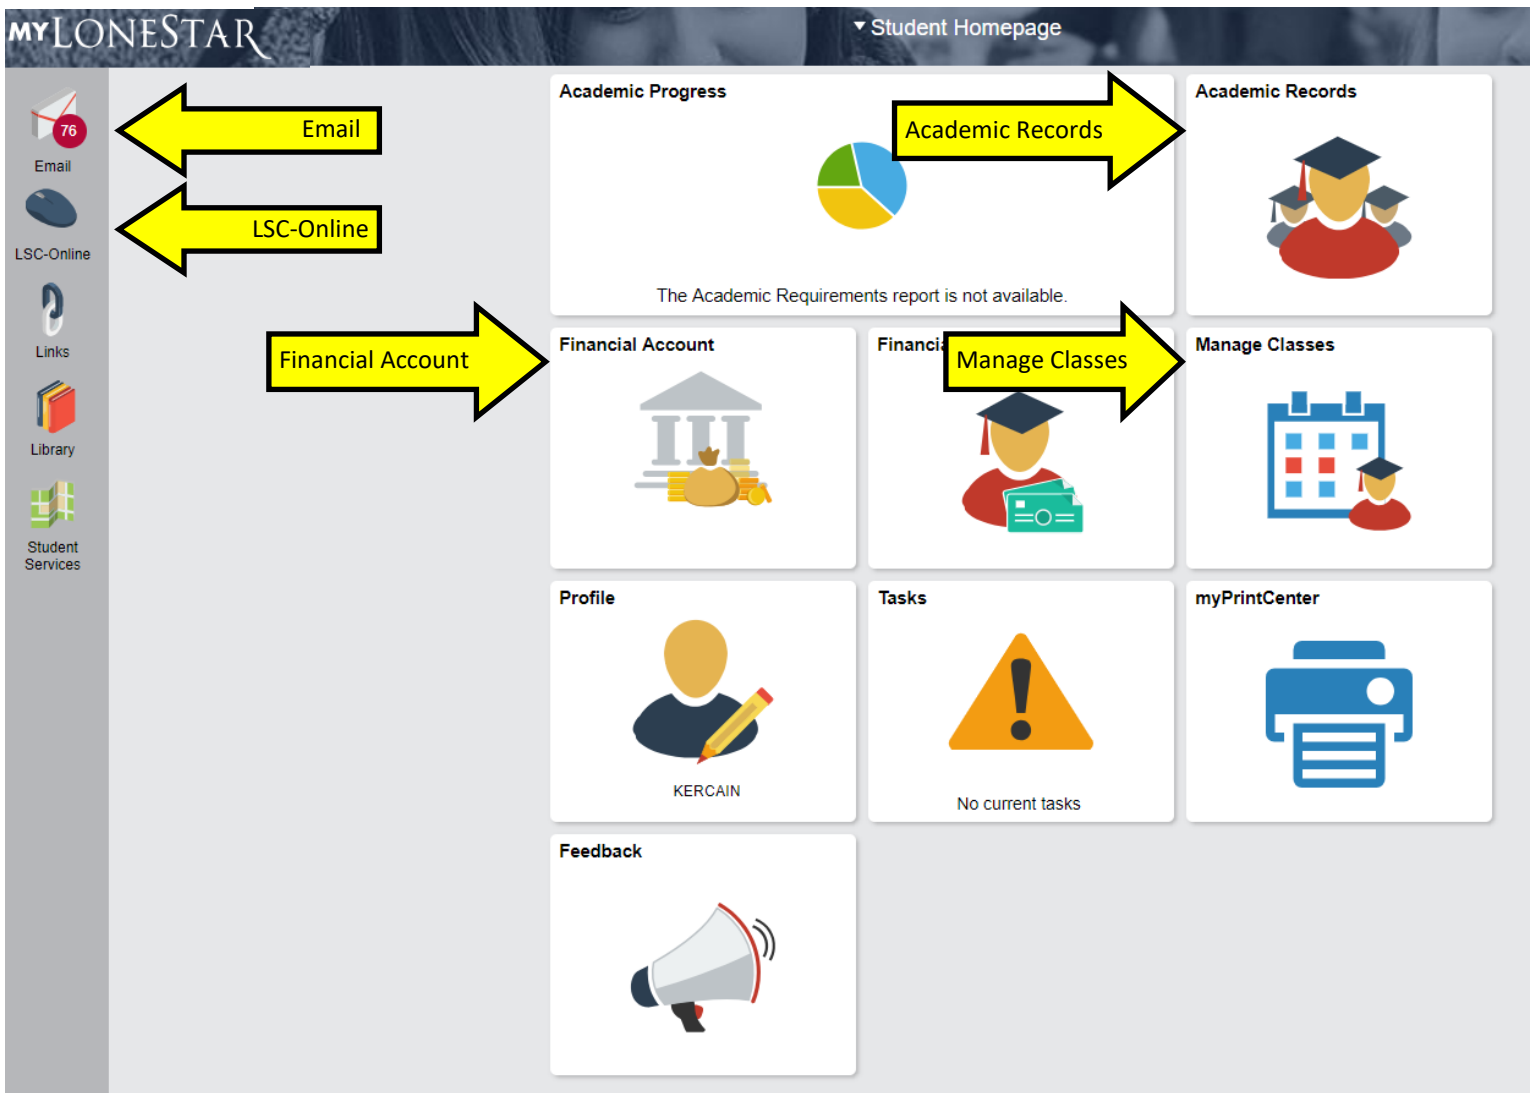 MYLONESTAR
Student Homepage
76
Email
LSC-Online
Links
Library
Student
Services
Email
LSC-Online
Academic Progress
The Academic Requirements report is not available.
Academic Records
Academic Records
Financial Account
Financial Account
Manage Classes
Manage Classes
Profile
KERCAIN
Tasks
No current tasks
myPrintCenter
Feedback